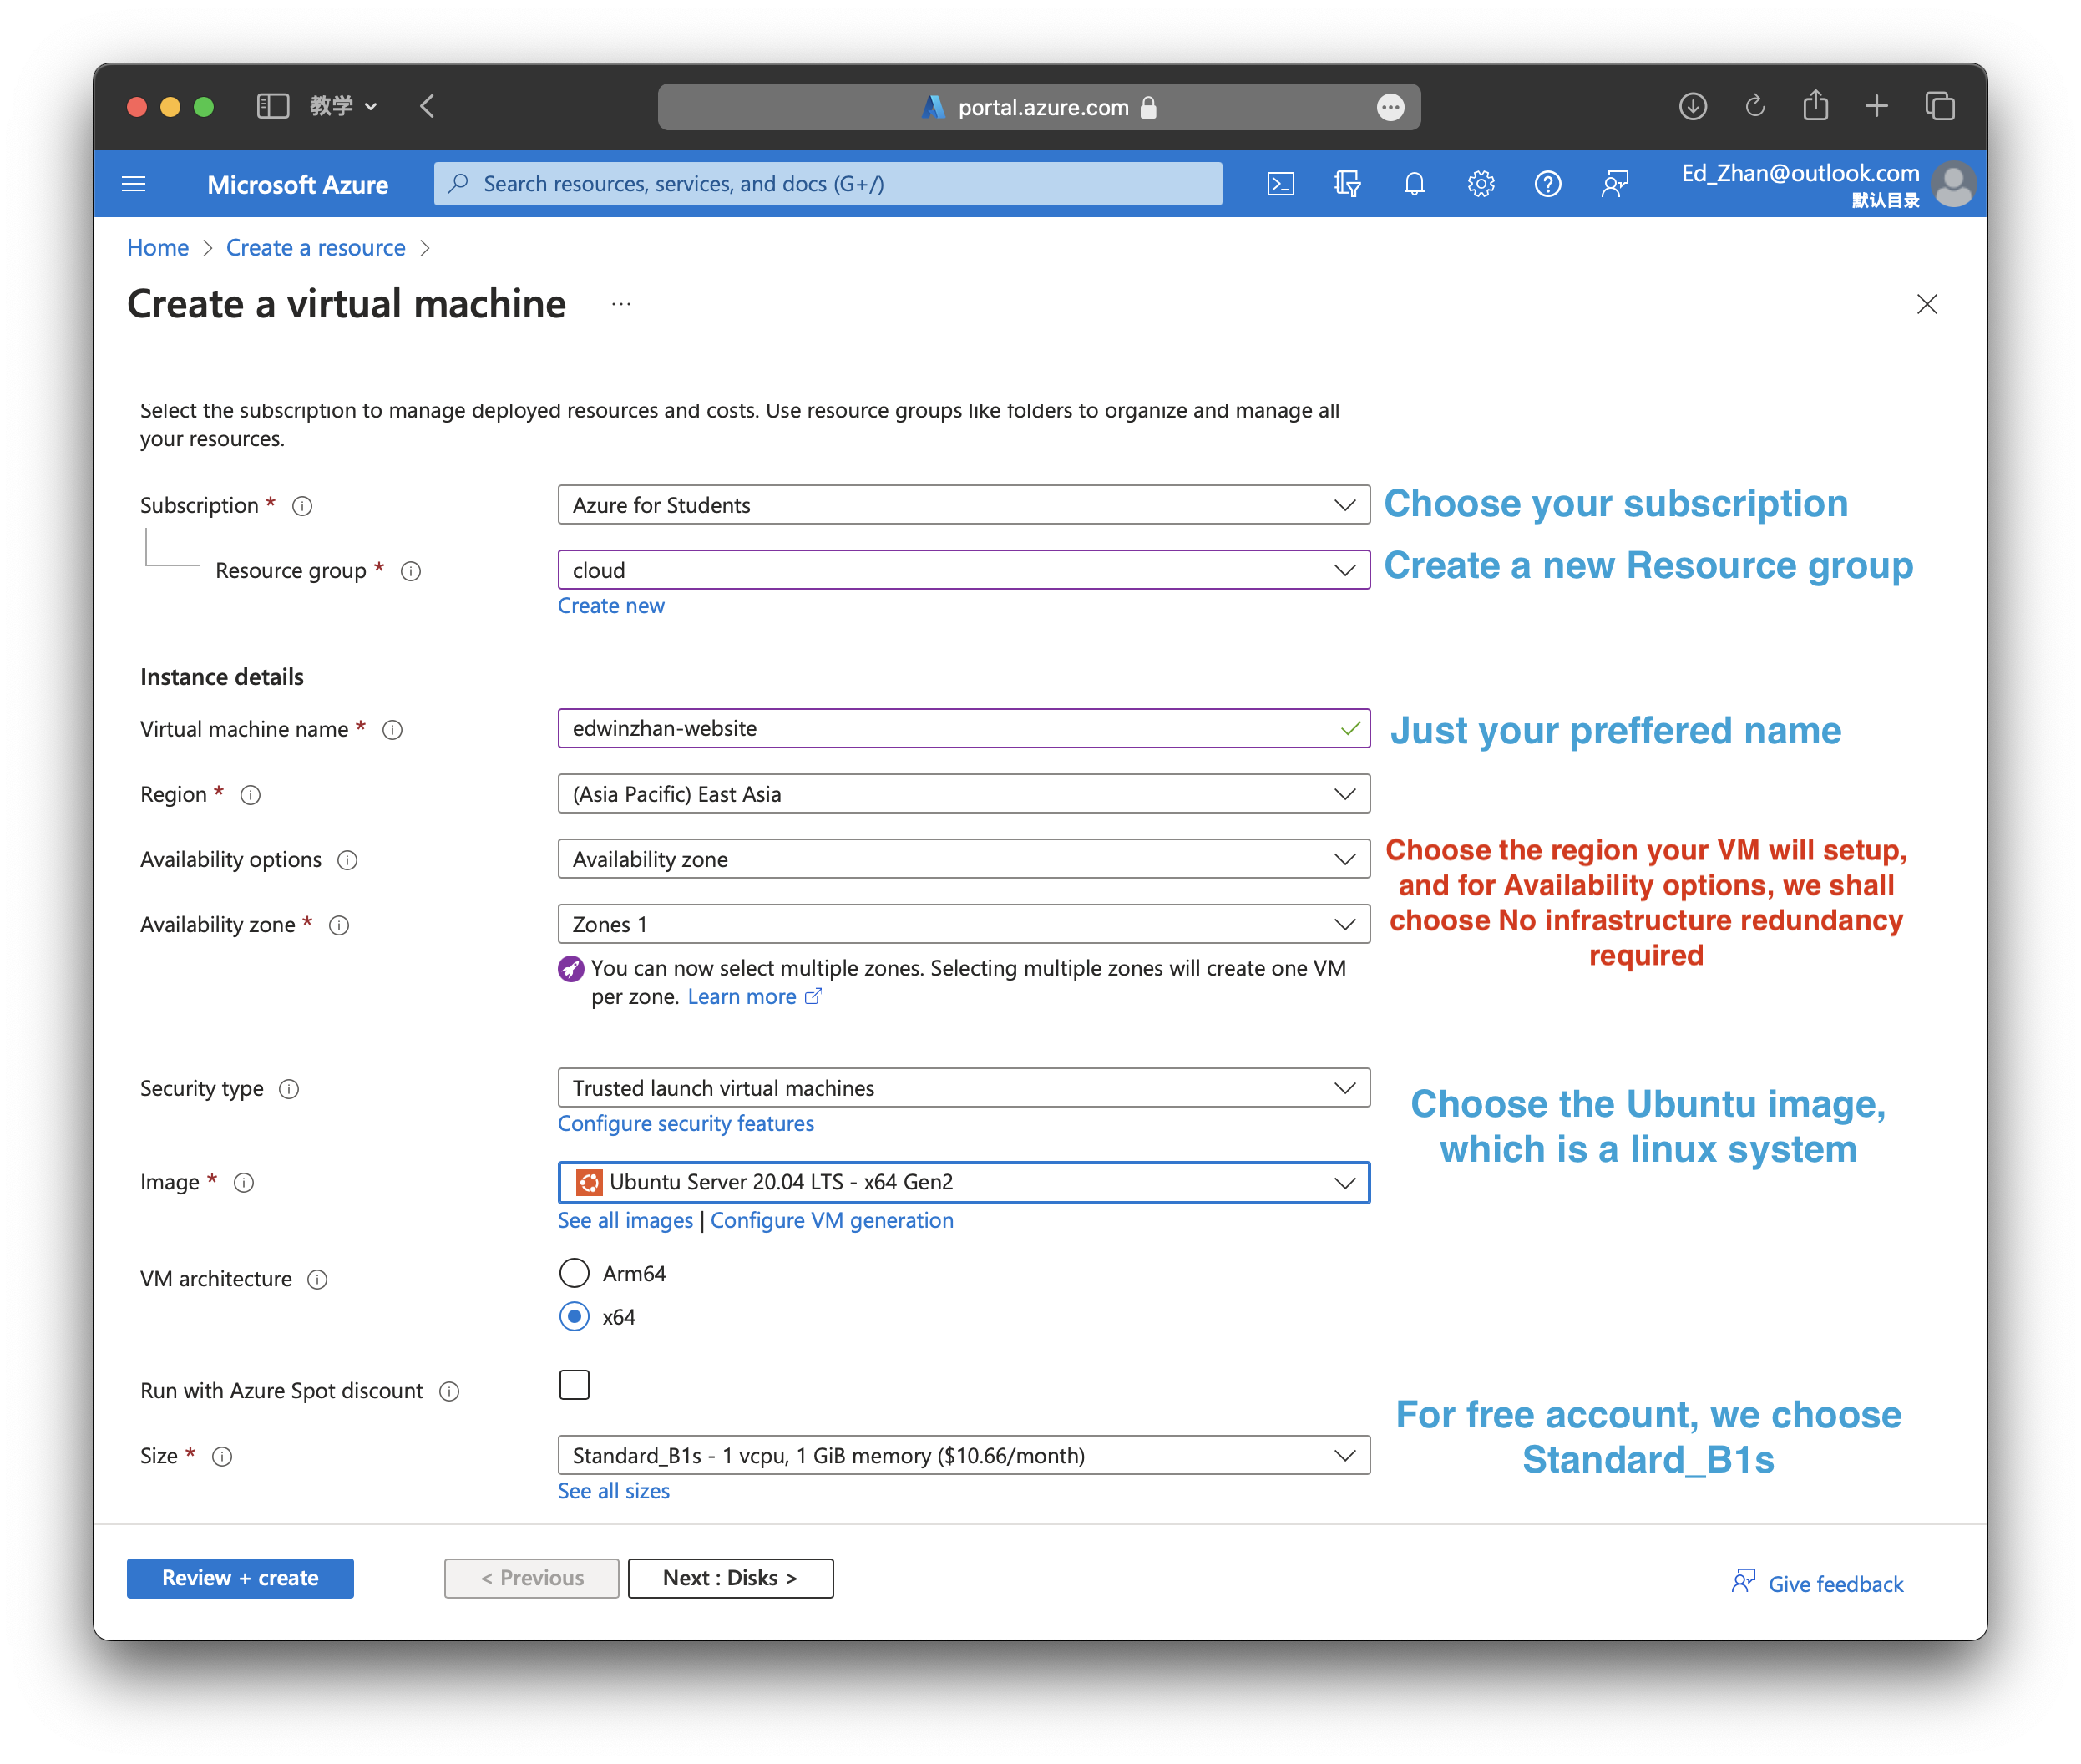 教学
portal.azure.com
Microsoft Azure
Search resources, services, and docs (G+/)
Ed_Zhan@outlook.com
默认目录
Home > Create a resource >
Create a virtual machine ...
Select the subscription to manage deployed resources and costs. Use resource groups like folders to organize and manage all
your resources.
Subscription *
Azure for Students
Choose your subscription
Resource group *
cloud
Create a new Resource group
Create new
Instance details
Virtual machine name *
edwinzhan-website
Just your preffered name
Region *
(Asia Pacific) East Asia
Availability options
Availability zone
Choose the region your VM will setup,
and for Availability options, we shall
choose No infrastructure redundancy
required
Availability zone *
Zones 1
You can now select multiple zones. Selecting multiple zones will create one VM
per zone. Learn more
Security type
Trusted launch virtual machines
Configure security features
Choose the Ubuntu image,
which is a linux system
Image *
Ubuntu Server 20.04 LTS - x64 Gen2
See all images | Configure VM generation
VM architecture
Arm64
x64
Run with Azure Spot discount
For free account, we choose
Standard_B1s
Size *
Standard_B1s - 1 vcpu, 1 GiB memory ($10.66/month)
See all sizes
Review + create
< Previous
Next : Disks >
Give feedback